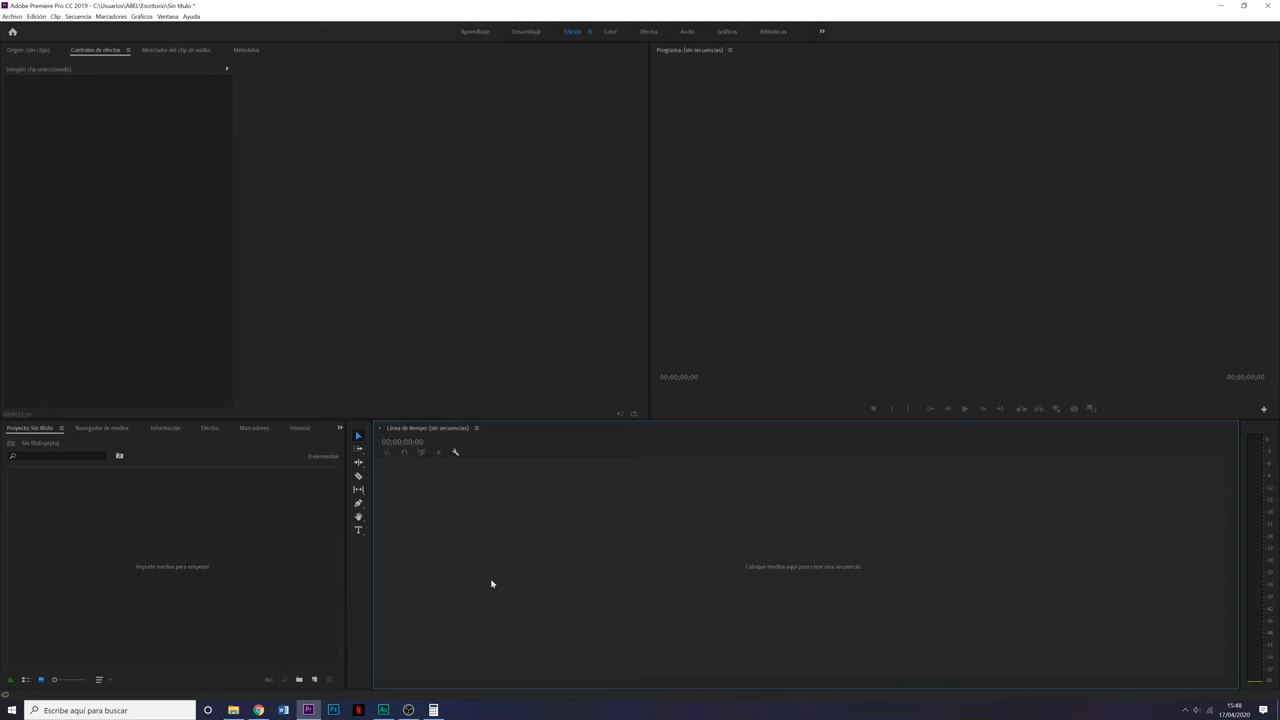 Adobe Premiere Pro CC 2019 - C:\Usuarios\ABEL\Escritorio\Sin título *
Archivo Edición Clip Secuencia Marcadores Gráficos Ventana Ayuda
Aprendizaje Ensamblaje Edición Color Efectos Audio Gráficos Bibliotecas
Origen: (sin clips) Controles de efectos Mezclador del clip de audio Metadatos
Programa: (sin secuencias)
(ningún clip seleccionado)
00;00;00;00 00;00;00;00
Proyecto: Sin título Navegador de medios Información Efectos Marcadores Historial
Línea de tiempo: (sin secuencias)
Sin título.prproj
00;00;00;00
0 elementos
Importe medios para empezar
Coloque medios aquí para crear una secuencia.
Escribe aquí para buscar
15:48
17/04/2020